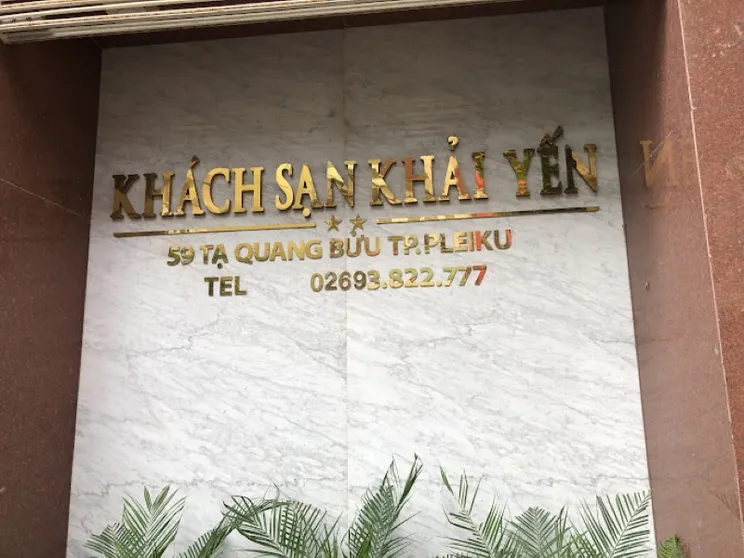 KHÁCH SẠN KHẢI YẾN
59 TẠ QUANG BỬU TP.PLEIKU
TEL 02693.822.777